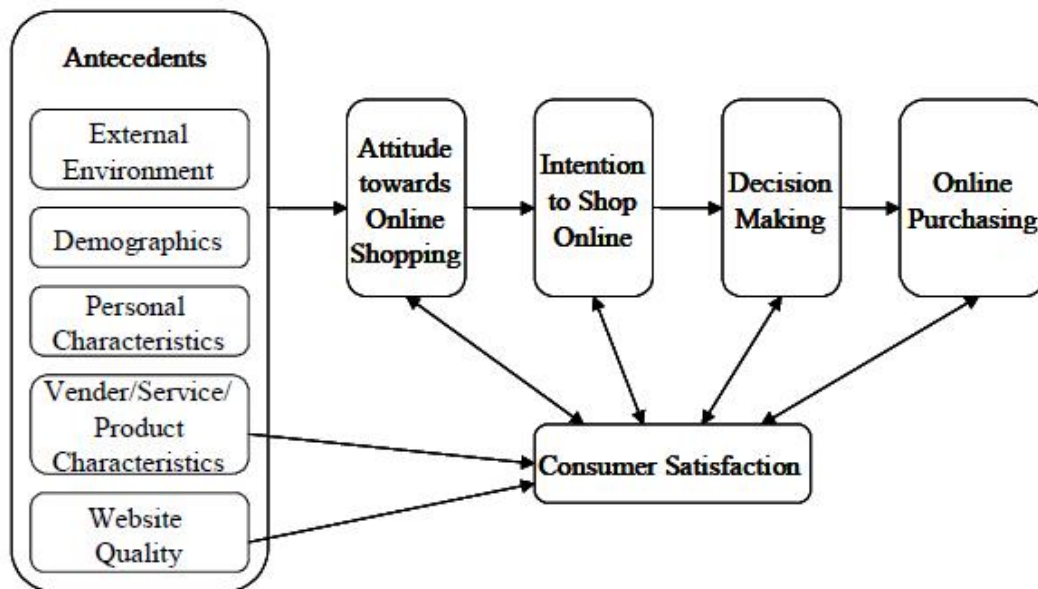 Antecedents
External
Environment
Demographics
Personal
Characteristics
Vender/Service/
Product
Characteristics
Website
Quality
Attitude
towards
Online
Shopping
Intention
to Shop
Online
Decision
Making
Online
Purchasing
Consumer Satisfaction